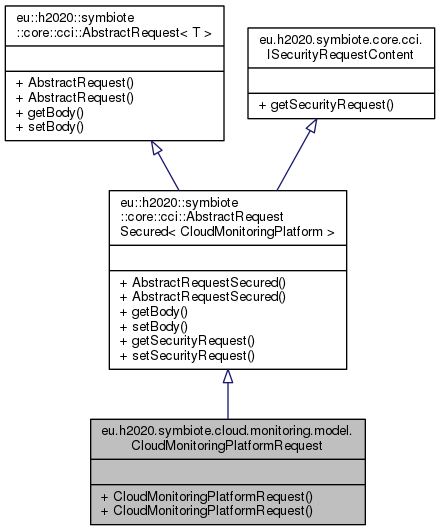 eu::h2020::symbiote
::core::cci::AbstractRequest< T >
+ AbstractRequest()
+ AbstractRequest()
+ getBody()
+ setBody()
eu.h2020.symbiote.core.cci.
ISecurityRequestContent
+ getSecurityRequest()
eu::h2020::symbiote
::core::cci::AbstractRequest
Secured< CloudMonitoringPlatform >
+ AbstractRequestSecured()
+ AbstractRequestSecured()
+ getBody()
+ setBody()
+ getSecurityRequest()
+ setSecurityRequest()
eu.h2020.symbiote.cloud.monitoring.model.
CloudMonitoringPlatformRequest
+ CloudMonitoringPlatformRequest()
+ CloudMonitoringPlatformRequest()